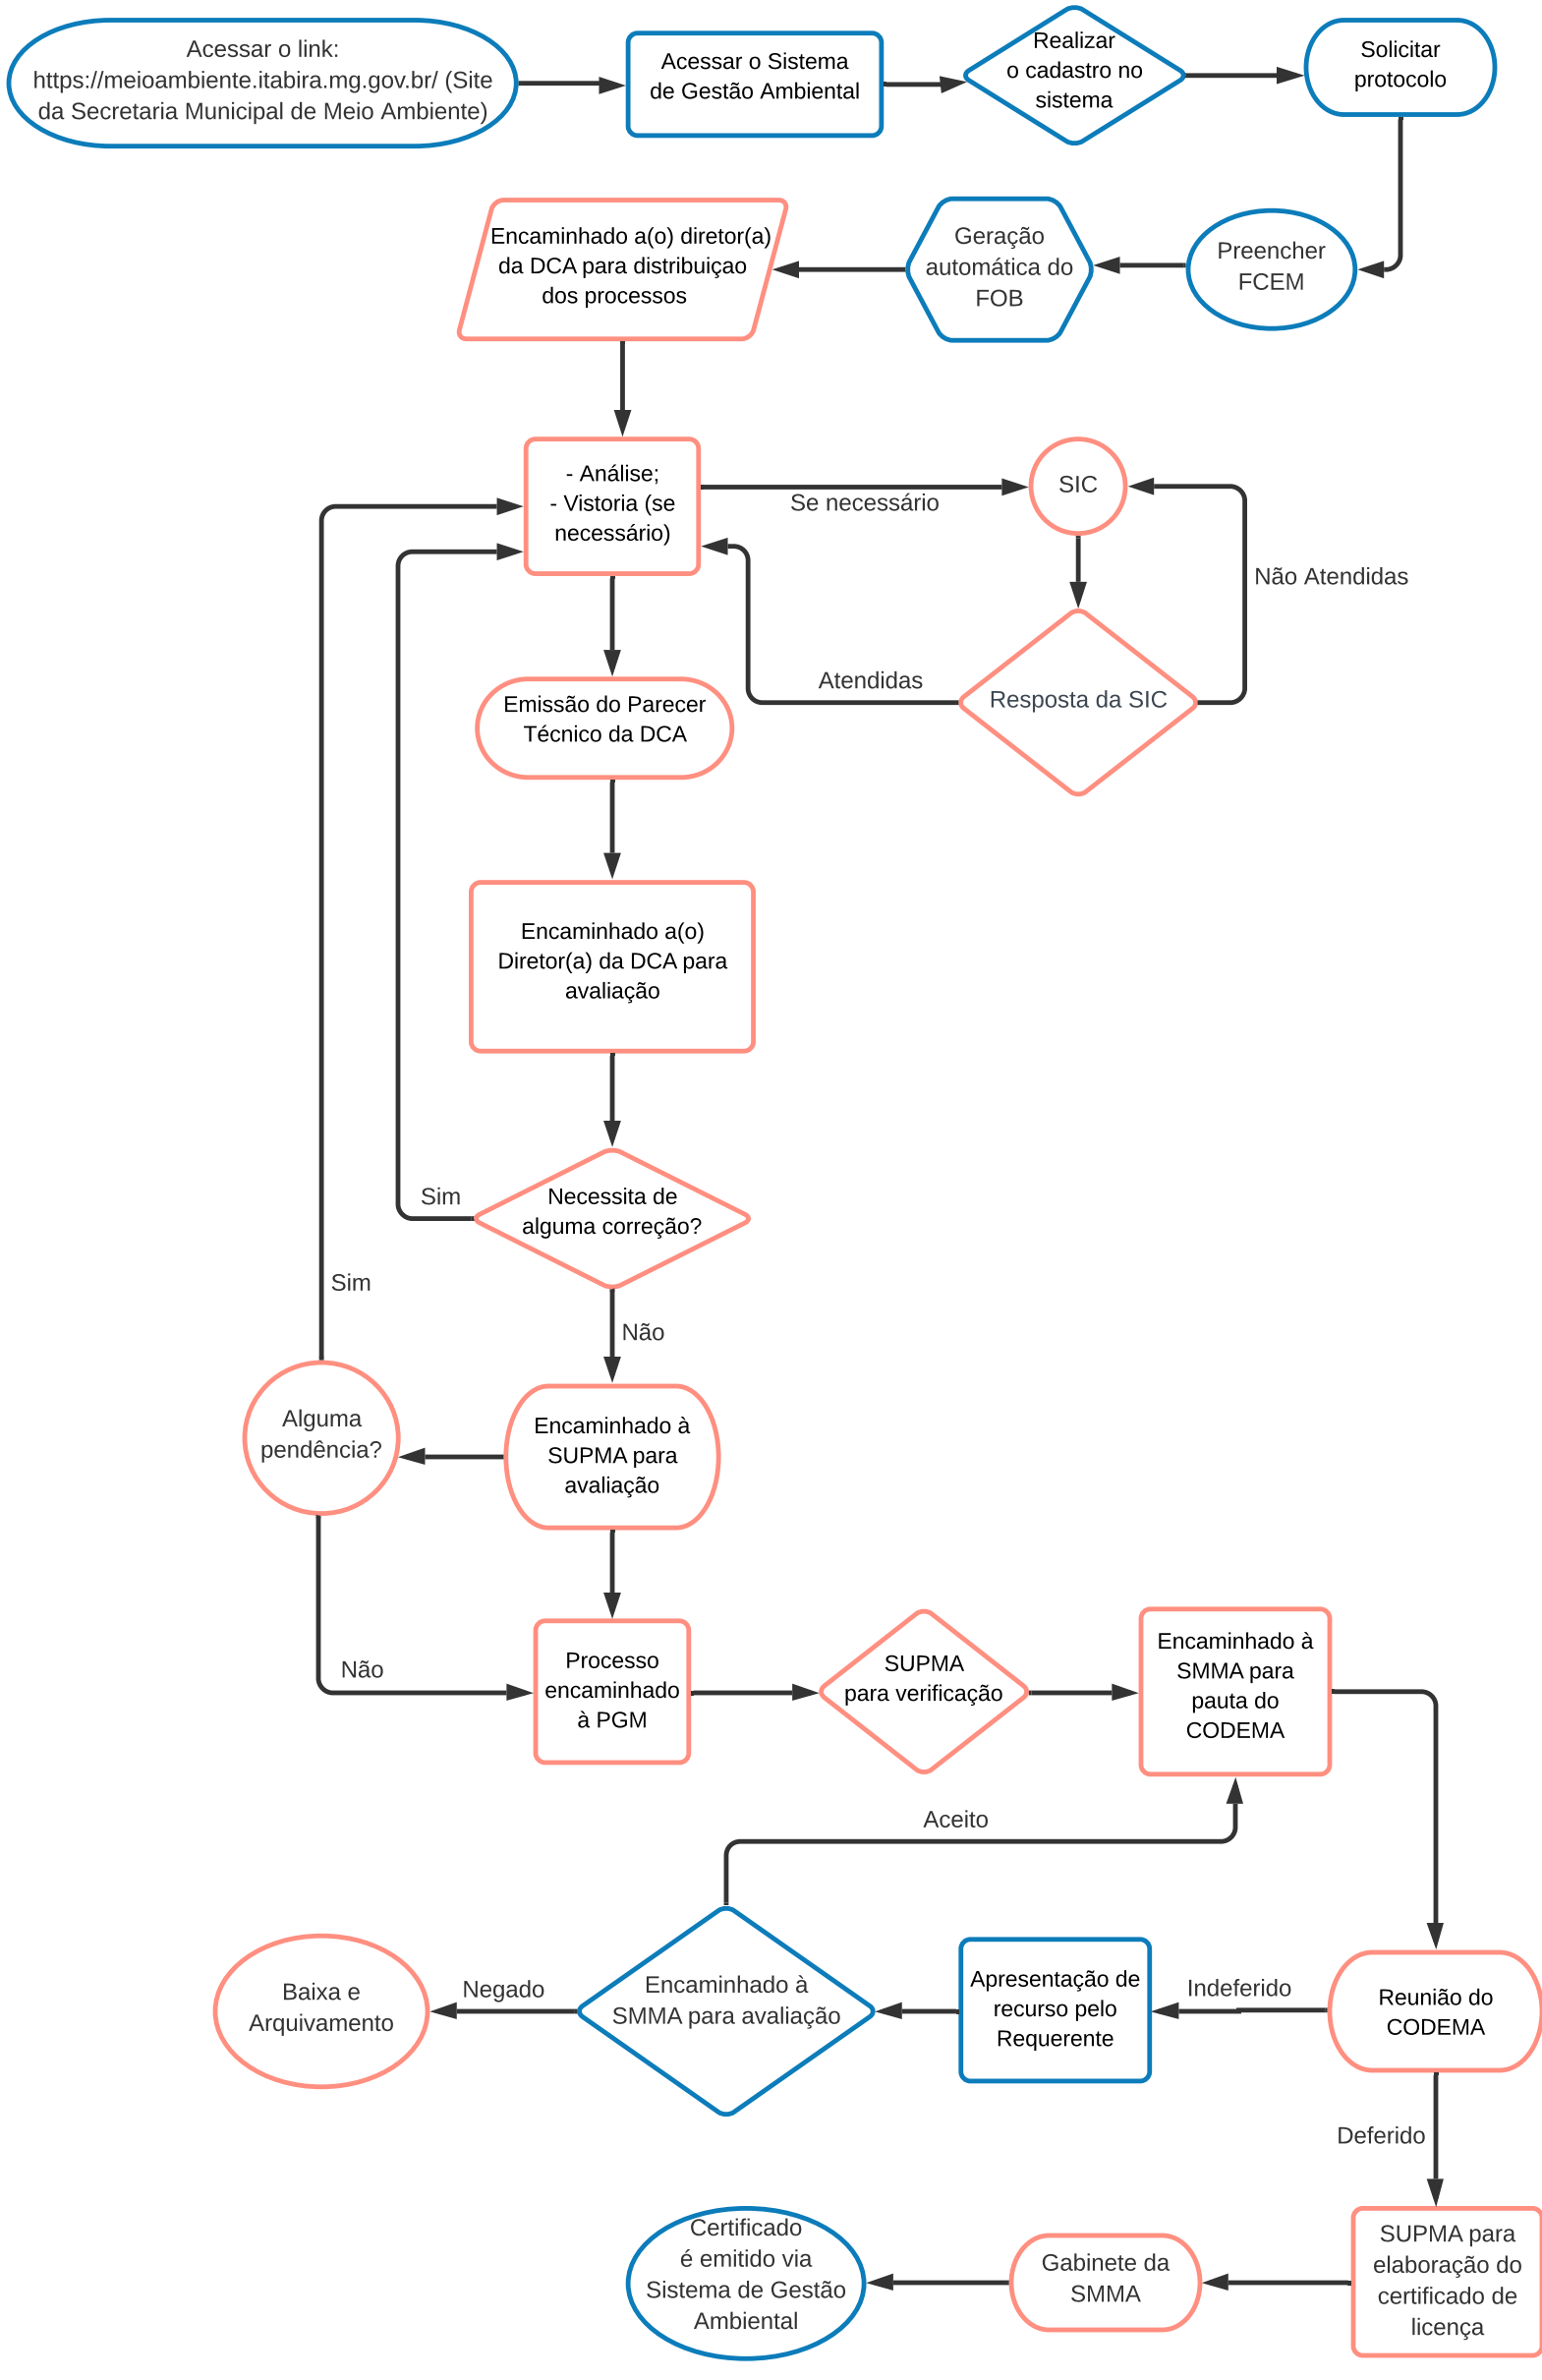 Acessar o link:
https://meioambiente.itabira.mg.gov.br/ (Site
da Secretaria Municipal de Meio Ambiente)
Acessar o Sistema
de Gestão Ambiental
Realizar
o cadastro no
sistema
Solicitar
protocolo
Encaminhado a(o) diretor(a)
da DCA para distribuiçao
dos processos
Geração
automática do
FOB
Preencher
FCEM
- Análise;
- Vistoria (se
necessário)
Se necessário
SIC
Não Atendidas
Atendidas
Resposta da SIC
Emissão do Parecer
Técnico da DCA
Encaminhado a(o)
Diretor(a) da DCA para
avaliação
Sim
Necessita de
alguma correção?
Sim
Não
Alguma
pendência?
Encaminhado à
SUPMA para
avaliação
Não
Processo
encaminhado
à PGM
SUPMA
para verificação
Encaminhado à
SMMA para
pauta do
CODEMA
Aceito
Baixa e
Arquivamento
Negado
Encaminhado à
SMMA para avaliação
Apresentação de
recurso pelo
Requerente
Indeferido
Reunião do
CODEMA
Deferido
Certificado
é emitido via
Sistema de Gestão
Ambiental
Gabinete da
SMMA
SUPMA para
elaboração do
certificado de
licença